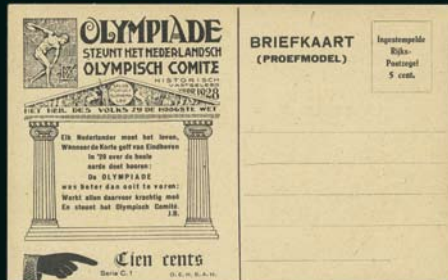 OLYMPIADE
STEUNT HET NEDERLANDSCH
OLYMPISCH COMITE
HISTORISCH
1928
HET HEIL DES VOLKS ZIJ DE HOOGSTE WET
Elk Nederlander moet het loven,
Wanneer de Korte golf van Eindhoven
in '28 over de heele
aarde doet hooren:
De OLYMPIADE
was beter dan ooit te voren:
Werkt allen daarvoor krachtig mee
En steunt het Olympisch Comité.
J.B.
Cien cents
Serie C. 1
BRIEFKAART
(PROEFMODEL)
Ingestempelde
Rijks-
Postzegel
5 cent.